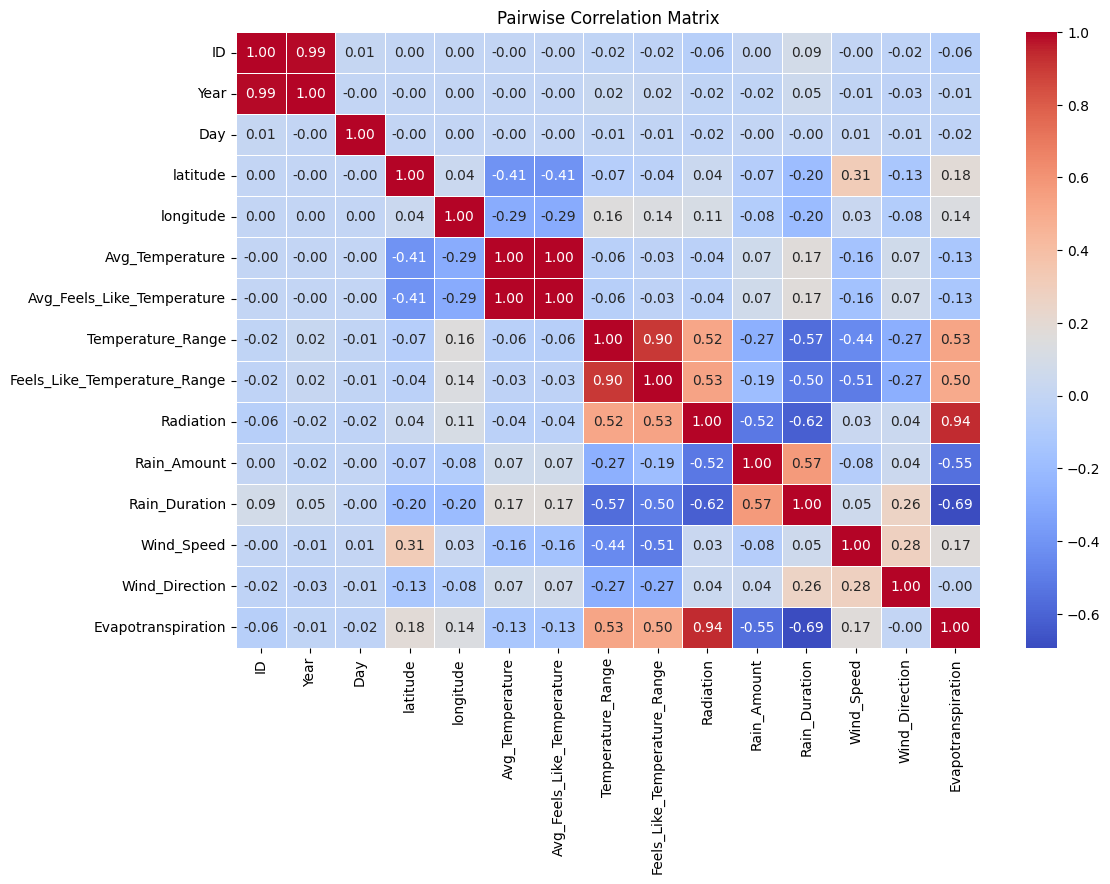 Pairwise Correlation Matrix
ID 1.00 0.99 0.01 0.00 0.00 -0.00 -0.00 -0.02 -0.02 -0.06 0.00 0.09 -0.00 -0.02 -0.06
Year 0.99 1.00 -0.00 -0.00 0.00 -0.00 -0.00 0.02 0.02 -0.02 -0.02 0.05 -0.01 -0.03 -0.01
Day 0.01 -0.00 1.00 -0.00 0.00 -0.00 -0.00 -0.01 -0.01 -0.02 -0.00 -0.00 0.01 -0.01 -0.02
latitude 0.00 -0.00 -0.00 1.00 0.04 -0.41 -0.41 -0.07 -0.04 0.04 -0.07 -0.20 0.31 -0.13 0.18
longitude 0.00 0.00 0.00 0.04 1.00 -0.29 -0.29 0.16 0.14 0.11 -0.08 -0.20 0.03 -0.08 0.14
Avg_Temperature -0.00 -0.00 -0.00 -0.41 -0.29 1.00 1.00 -0.06 -0.03 -0.04 0.07 0.17 -0.16 0.07 -0.13
Avg_Feels_Like_Temperature -0.00 -0.00 -0.00 -0.41 -0.29 1.00 1.00 -0.06 -0.03 -0.04 0.07 0.17 -0.16 0.07 -0.13
Temperature_Range -0.02 0.02 -0.01 -0.07 0.16 -0.06 -0.06 1.00 0.90 0.52 -0.27 -0.57 -0.44 -0.27 0.53
Feels_Like_Temperature_Range -0.02 0.02 -0.01 -0.04 0.14 -0.03 -0.03 0.90 1.00 0.53 -0.19 -0.50 -0.51 -0.27 0.50
Radiation -0.06 -0.02 -0.02 0.04 0.11 -0.04 -0.04 0.52 0.53 1.00 -0.52 -0.62 0.03 0.04 0.94
Rain_Amount 0.00 -0.02 -0.00 -0.07 -0.08 0.07 0.07 -0.27 -0.19 -0.52 1.00 0.57 -0.08 0.04 -0.55
Rain_Duration 0.09 0.05 -0.00 -0.20 -0.20 0.17 0.17 -0.57 -0.50 -0.62 0.57 1.00 0.05 0.26 -0.69
Wind_Speed -0.00 -0.01 0.01 0.31 0.03 -0.16 -0.16 -0.44 -0.51 0.03 -0.08 0.05 1.00 0.28 0.17
Wind_Direction -0.02 -0.03 -0.01 -0.13 -0.08 0.07 0.07 -0.27 -0.27 0.04 0.04 0.26 0.28 1.00 -0.00
Evapotranspiration -0.06 -0.01 -0.02 0.18 0.14 -0.13 -0.13 0.53 0.50 0.94 -0.55 -0.69 0.17 -0.00 1.00
ID
Year
Day
latitude
longitude
Avg_Temperature
Avg_Feels_Like_Temperature
Temperature_Range
Feels_Like_Temperature_Range
Radiation
Rain_Amount
Rain_Duration
Wind_Speed
Wind_Direction
Evapotranspiration
1.0
0.8
0.6
0.4
0.2
0.0
−0.2
−0.4
−0.6